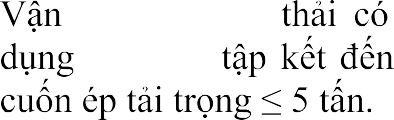 Vận thải có
dụng tập kết đến
cuốn ép tải trọng ≤ 5 tấn.